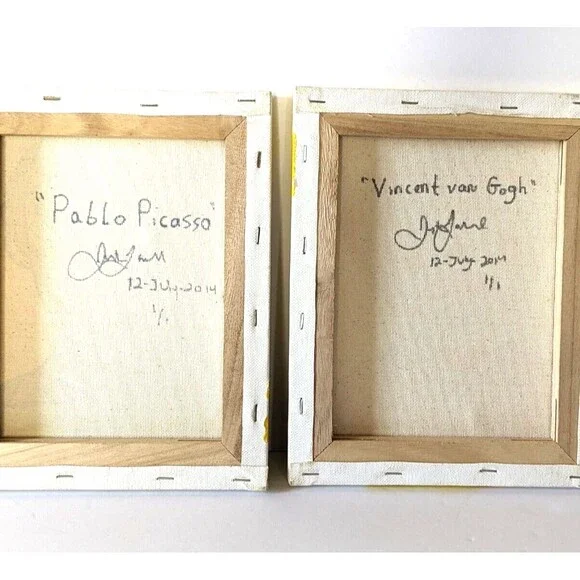 "Pablo Picasso"
12-July-2014
1/1
"Vincent van Gogh"
12-July-2014
1/1